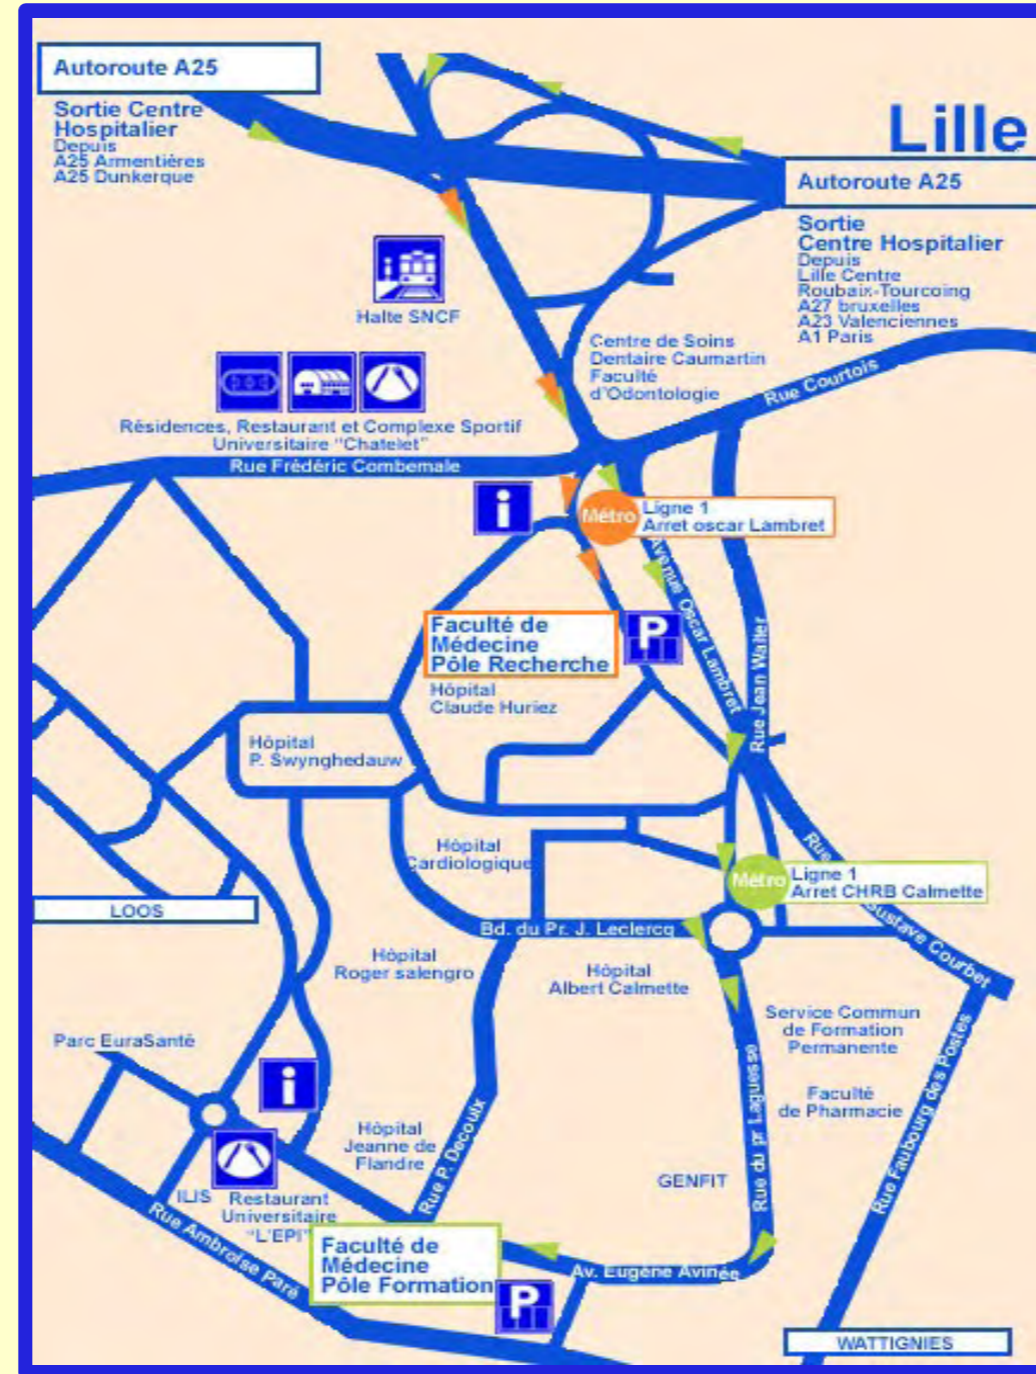 Autoroute A25
Sortie Centre
Hospitalier
Depuis
A25 Armentières
A25 Dunkerque
Lille
Autoroute A25
Sortie
Centre Hospitalier
Depuis
Lille Centre
Roubaix-Tourcoing
A27 bruxelles
A23 Valenciennes
A1 Paris
i
Halte SNCF
Centre de Soins
Dentaire Caumartin
Faculté
d'Odontologie
Rue Courtois
Résidences, Restaurant et Complexe Sportif
Universitaire "Chatelet"
Rue Frédéric Combemale
i
Métro
Ligne 1
Arret oscar Lambret
Avenue Oscar Lambret
Rue Jean Walter
Faculté de
Médecine
Pôle Recherche
P
Hôpital
Claude Huriez
Hôpital
P. Swynghedauw
Hôpital
Cardiologique
Métro
Ligne 1
Arret CHRB Calmette
Rue Gustave Courbet
LOOS
Bd. du Pr. J. Leclercq
Hôpital
Roger salengro
Hôpital
Albert Calmette
Service Commun
de Formation
Permanente
Parc EuraSanté
i
Faculté
de Pharmacie
Rue du pr Laguesse
Rue Faubourg des Postes
Hôpital
Jeanne de
Flandre
Rue P. Decoulx
GENFIT
ILIS
Restaurant
Universitaire
"L'EPI"
Rue Ambroise Paré
Faculté de
Médecine
Pôle Formation
P
Av. Eugène Avinée
WATTIGNIES